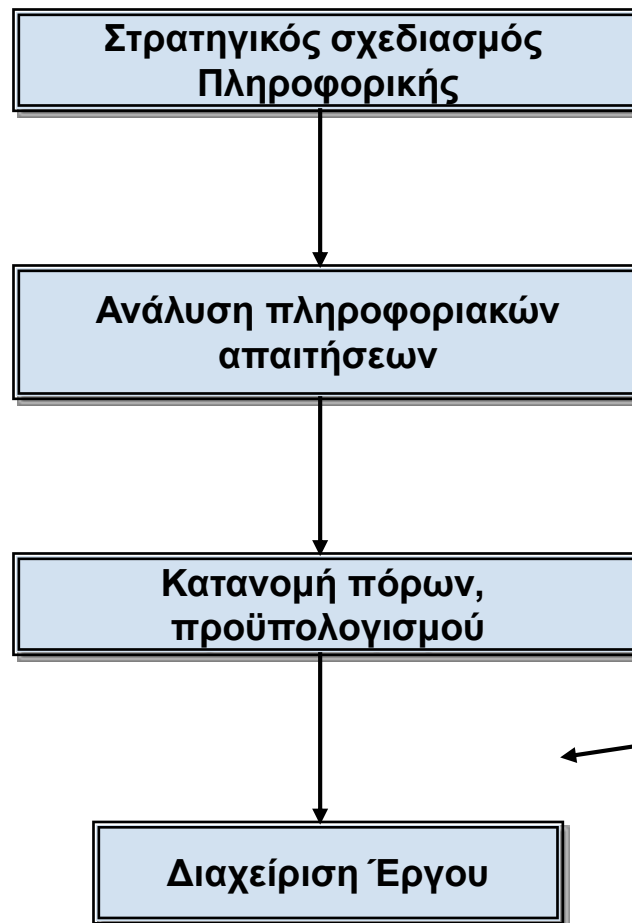 Στρατηγικός σχεδιασμός
Πληροφορικής
Ανάλυση πληροφοριακών
απαιτήσεων
Κατανομή πόρων,
προϋπολογισμού
Διαχείριση Έργου